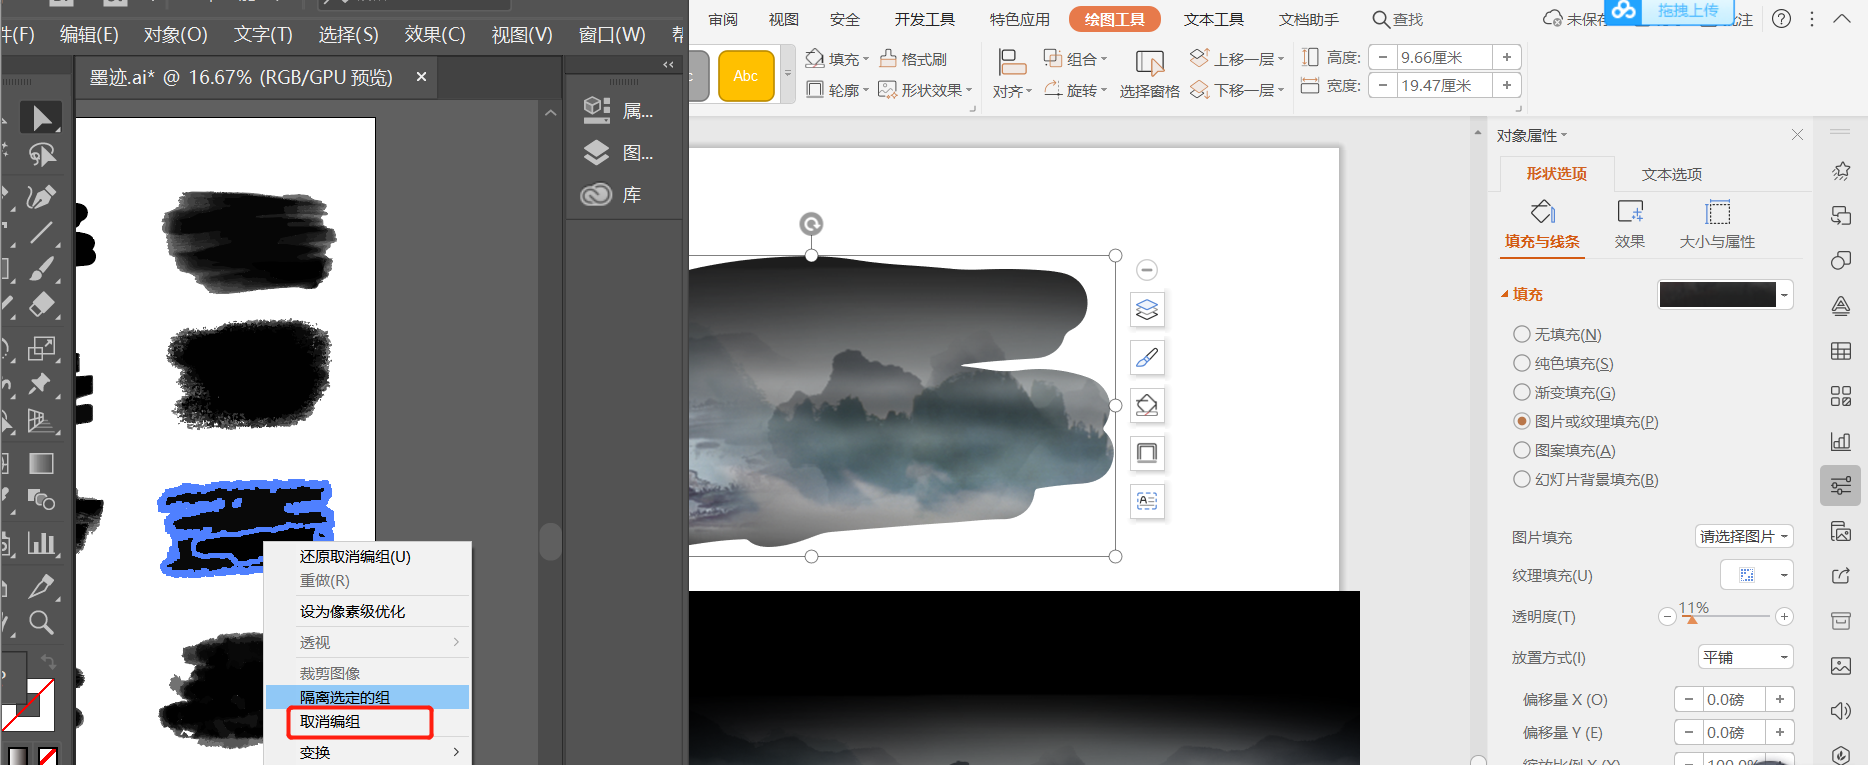 件(F) 编辑(E) 对象(O) 文字(T) 选择(S) 效果(C) 视图(V) 窗口(W)
墨迹.ai* @ 16.67% (RGB/GPU 预览) ×
属...
图...
库
还原取消编组(U)
重做(R)
设为像素级优化
透视
裁剪图像
隔离选定的组
取消编组
变换
审阅 视图 安全 开发工具 特色应用 绘图工具 文本工具 文档助手 查找 未保存 拖拽上传 批注
Abc
填充 格式刷
轮廓 形状效果
对齐
组合
旋转
选择窗格
上移一层
下移一层
高度: 9.66厘米
宽度: 19.47厘米
对象属性
形状选项 文本选项
填充与线条 效果 大小与属性
填充
无填充(N)
纯色填充(S)
渐变填充(G)
图片或纹理填充(P)
图案填充(A)
幻灯片背景填充(B)
图片填充 请选择图片
纹理填充(U)
透明度(T) 11%
放置方式(I) 平铺
偏移量 X (O) 0.0磅
偏移量 Y (E) 0.0磅
缩放比例 X (X) 100.0%